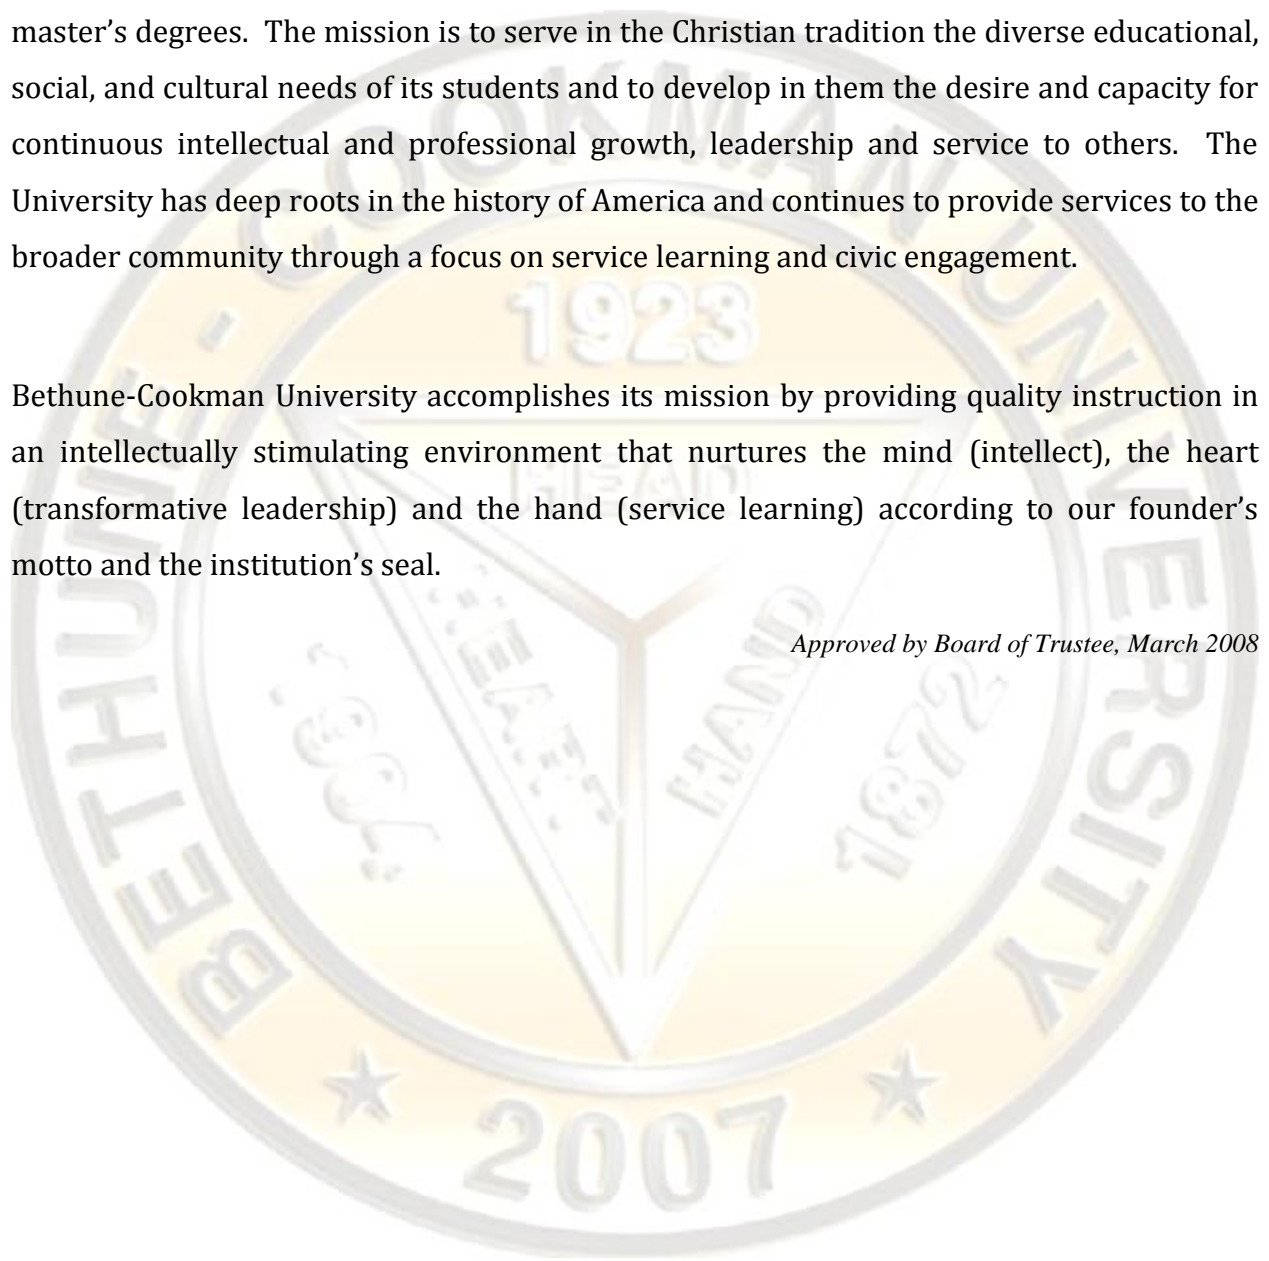 master’s degrees.  The mission is to serve in the Christian tradition the diverse educational,
social, and cultural needs of its students and to develop in them the desire and capacity for
continuous intellectual and professional growth, leadership and service to others.  The
University has deep roots in the history of America and continues to provide services to the
broader community through a focus on service learning and civic engagement.
Bethune-Cookman University accomplishes its mission by providing quality instruction in
an intellectually stimulating environment that nurtures the mind (intellect), the heart
(transformative leadership) and the hand (service learning) according to our founder’s
motto and the institution’s seal.
Approved by Board of Trustee, March 2008
BETHUNE - COOKMAN UNIVERSITY
1923
HEAD
HEART
HAND
1904
1872
2007